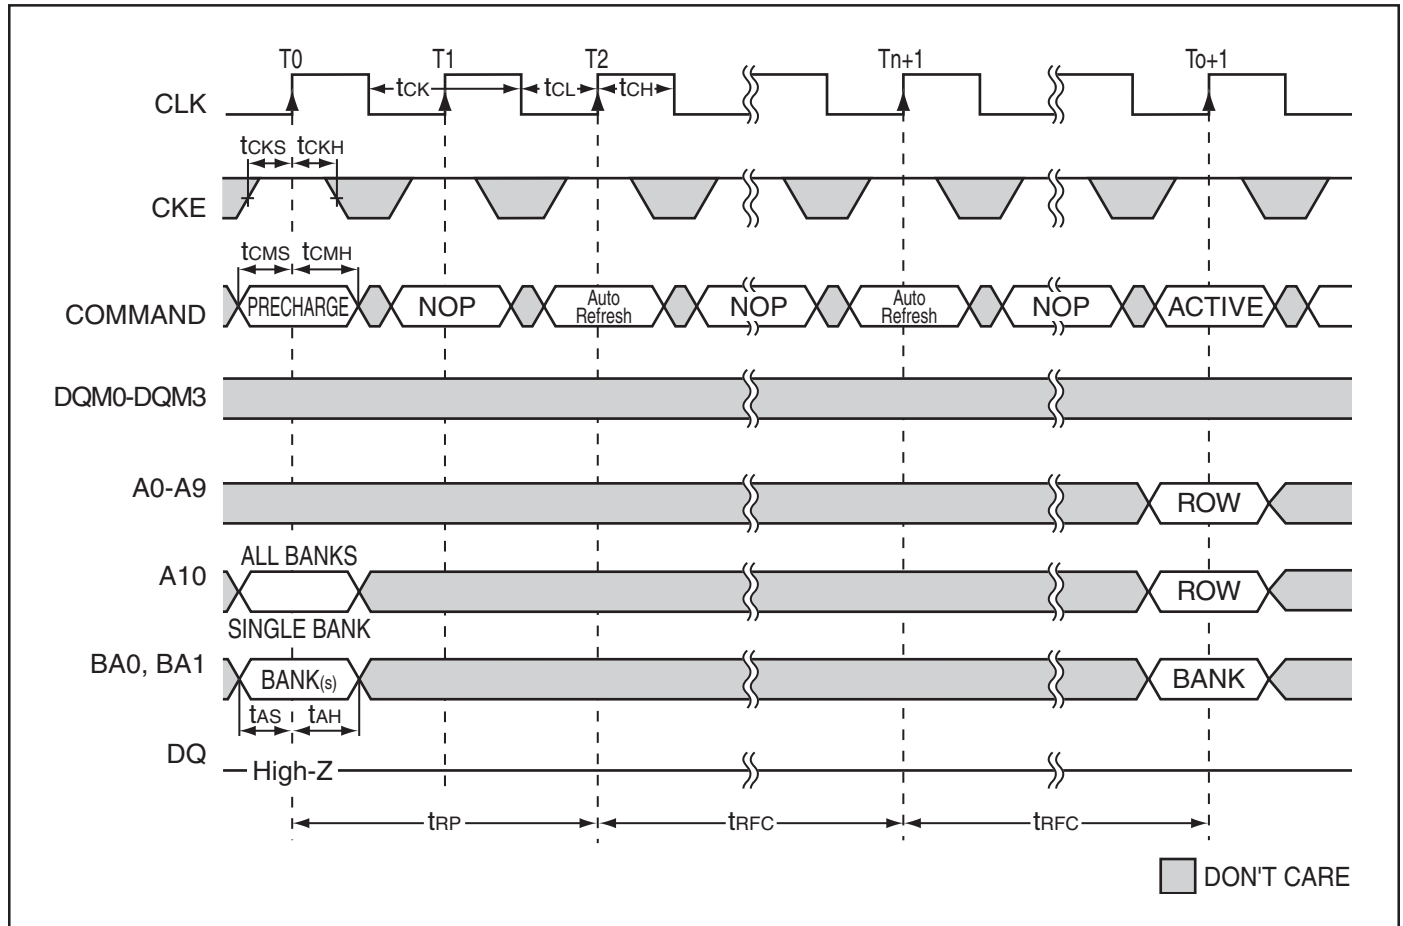 T0 T1 T2 Tn+1 To+1
CLK tCK tCL tCH
tCKS tCKH
CKE
tCMS tCMH
COMMAND PRECHARGE NOP Auto Refresh NOP Auto Refresh NOP ACTIVE
DQM0-DQM3
A0-A9 ROW
ALL BANKS
A10 ROW
SINGLE BANK
BA0, BA1 BANK(s) BANK
tAS tAH
DQ High-Z
tRP tRFC tRFC
DON'T CARE